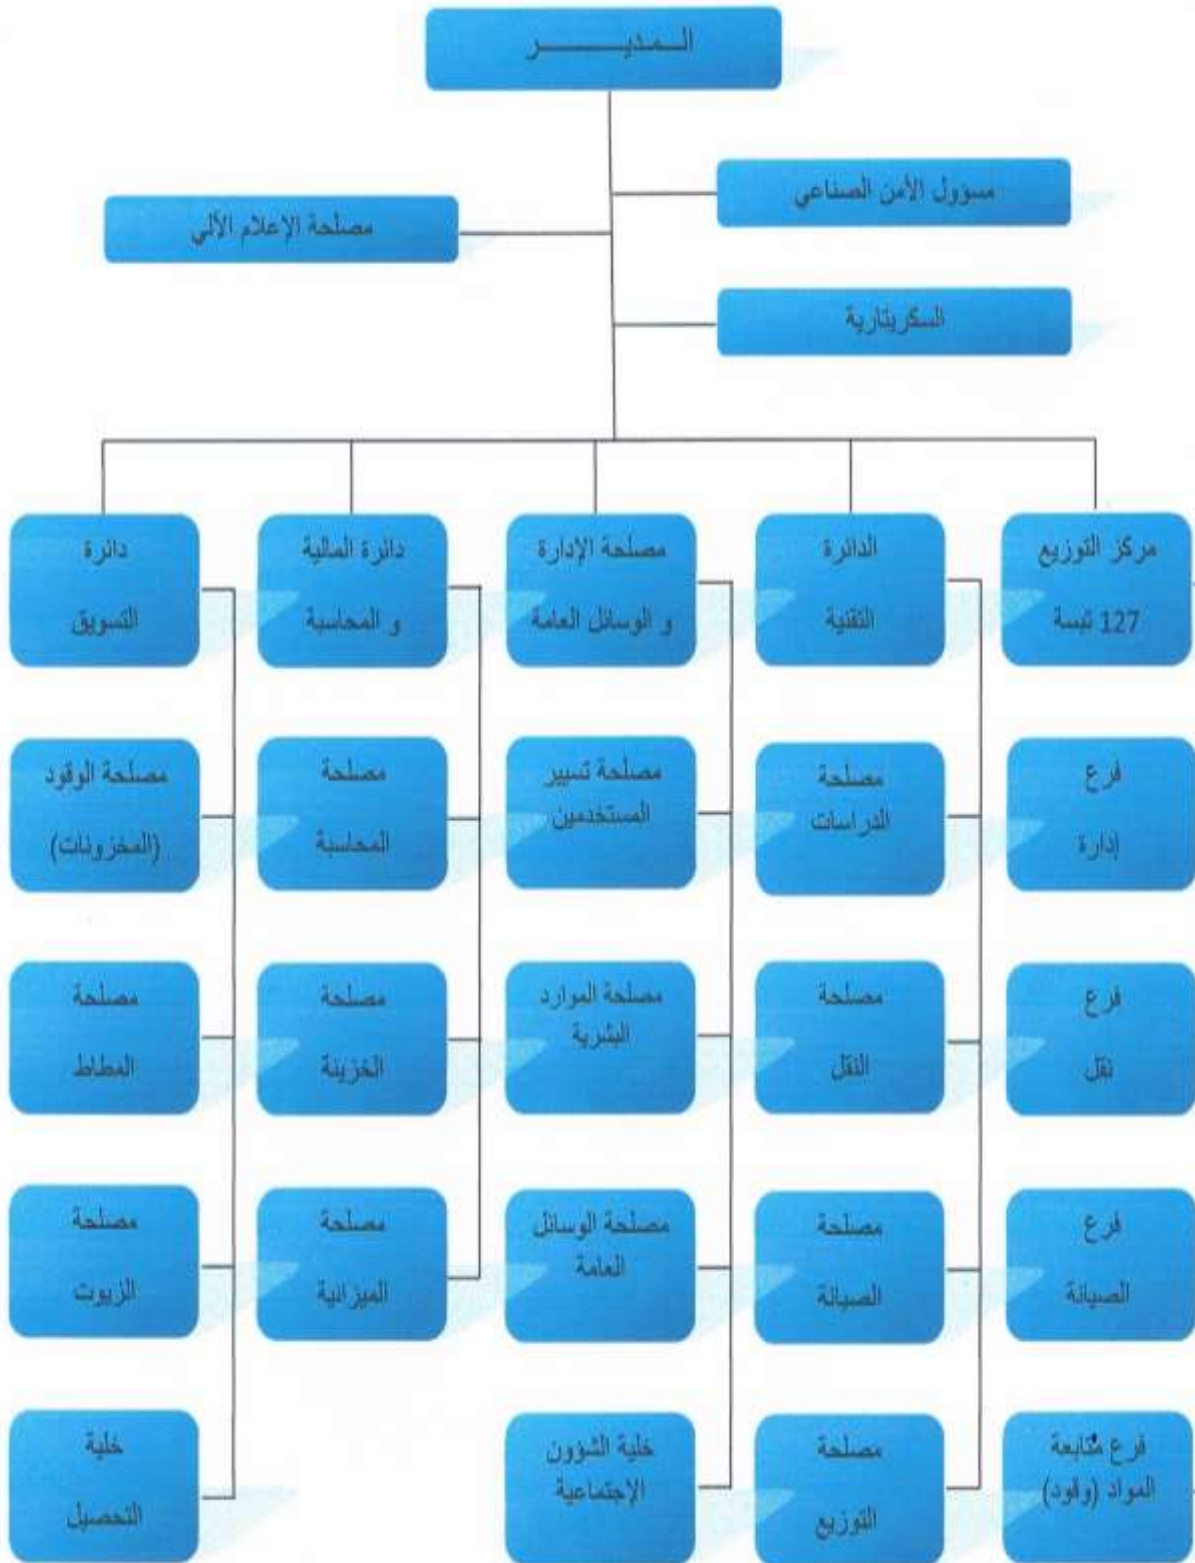 الـــمديـــــــــــر
مسؤول الأمن الصناعي
مصلحة الإعلام الآلي
السكريتارية
مركز التوزيع
127 تبسة
الدائرة
التقنية
مصلحة الإدارة
و الوسائل العامة
دائرة المالية
و المحاسبة
دائرة
التسويق
فرع
إدارة
مصلحة
الدراسات
مصلحة تسيير
المستخدمين
مصلحة
المحاسبة
مصلحة الوقود
(المخزونات)
فرع
نقل
مصلحة
النقل
مصلحة الموارد
البشرية
مصلحة
الخزينة
مصلحة
المطاط
فرع
الصيانة
مصلحة
الصيانة
مصلحة الوسائل
العامة
مصلحة
الميزانية
مصلحة
الزيوت
فرع متابعة
المواد (وقود)
مصلحة
التوزيع
خلية الشؤون
الإجتماعية
خلية
التحصيل